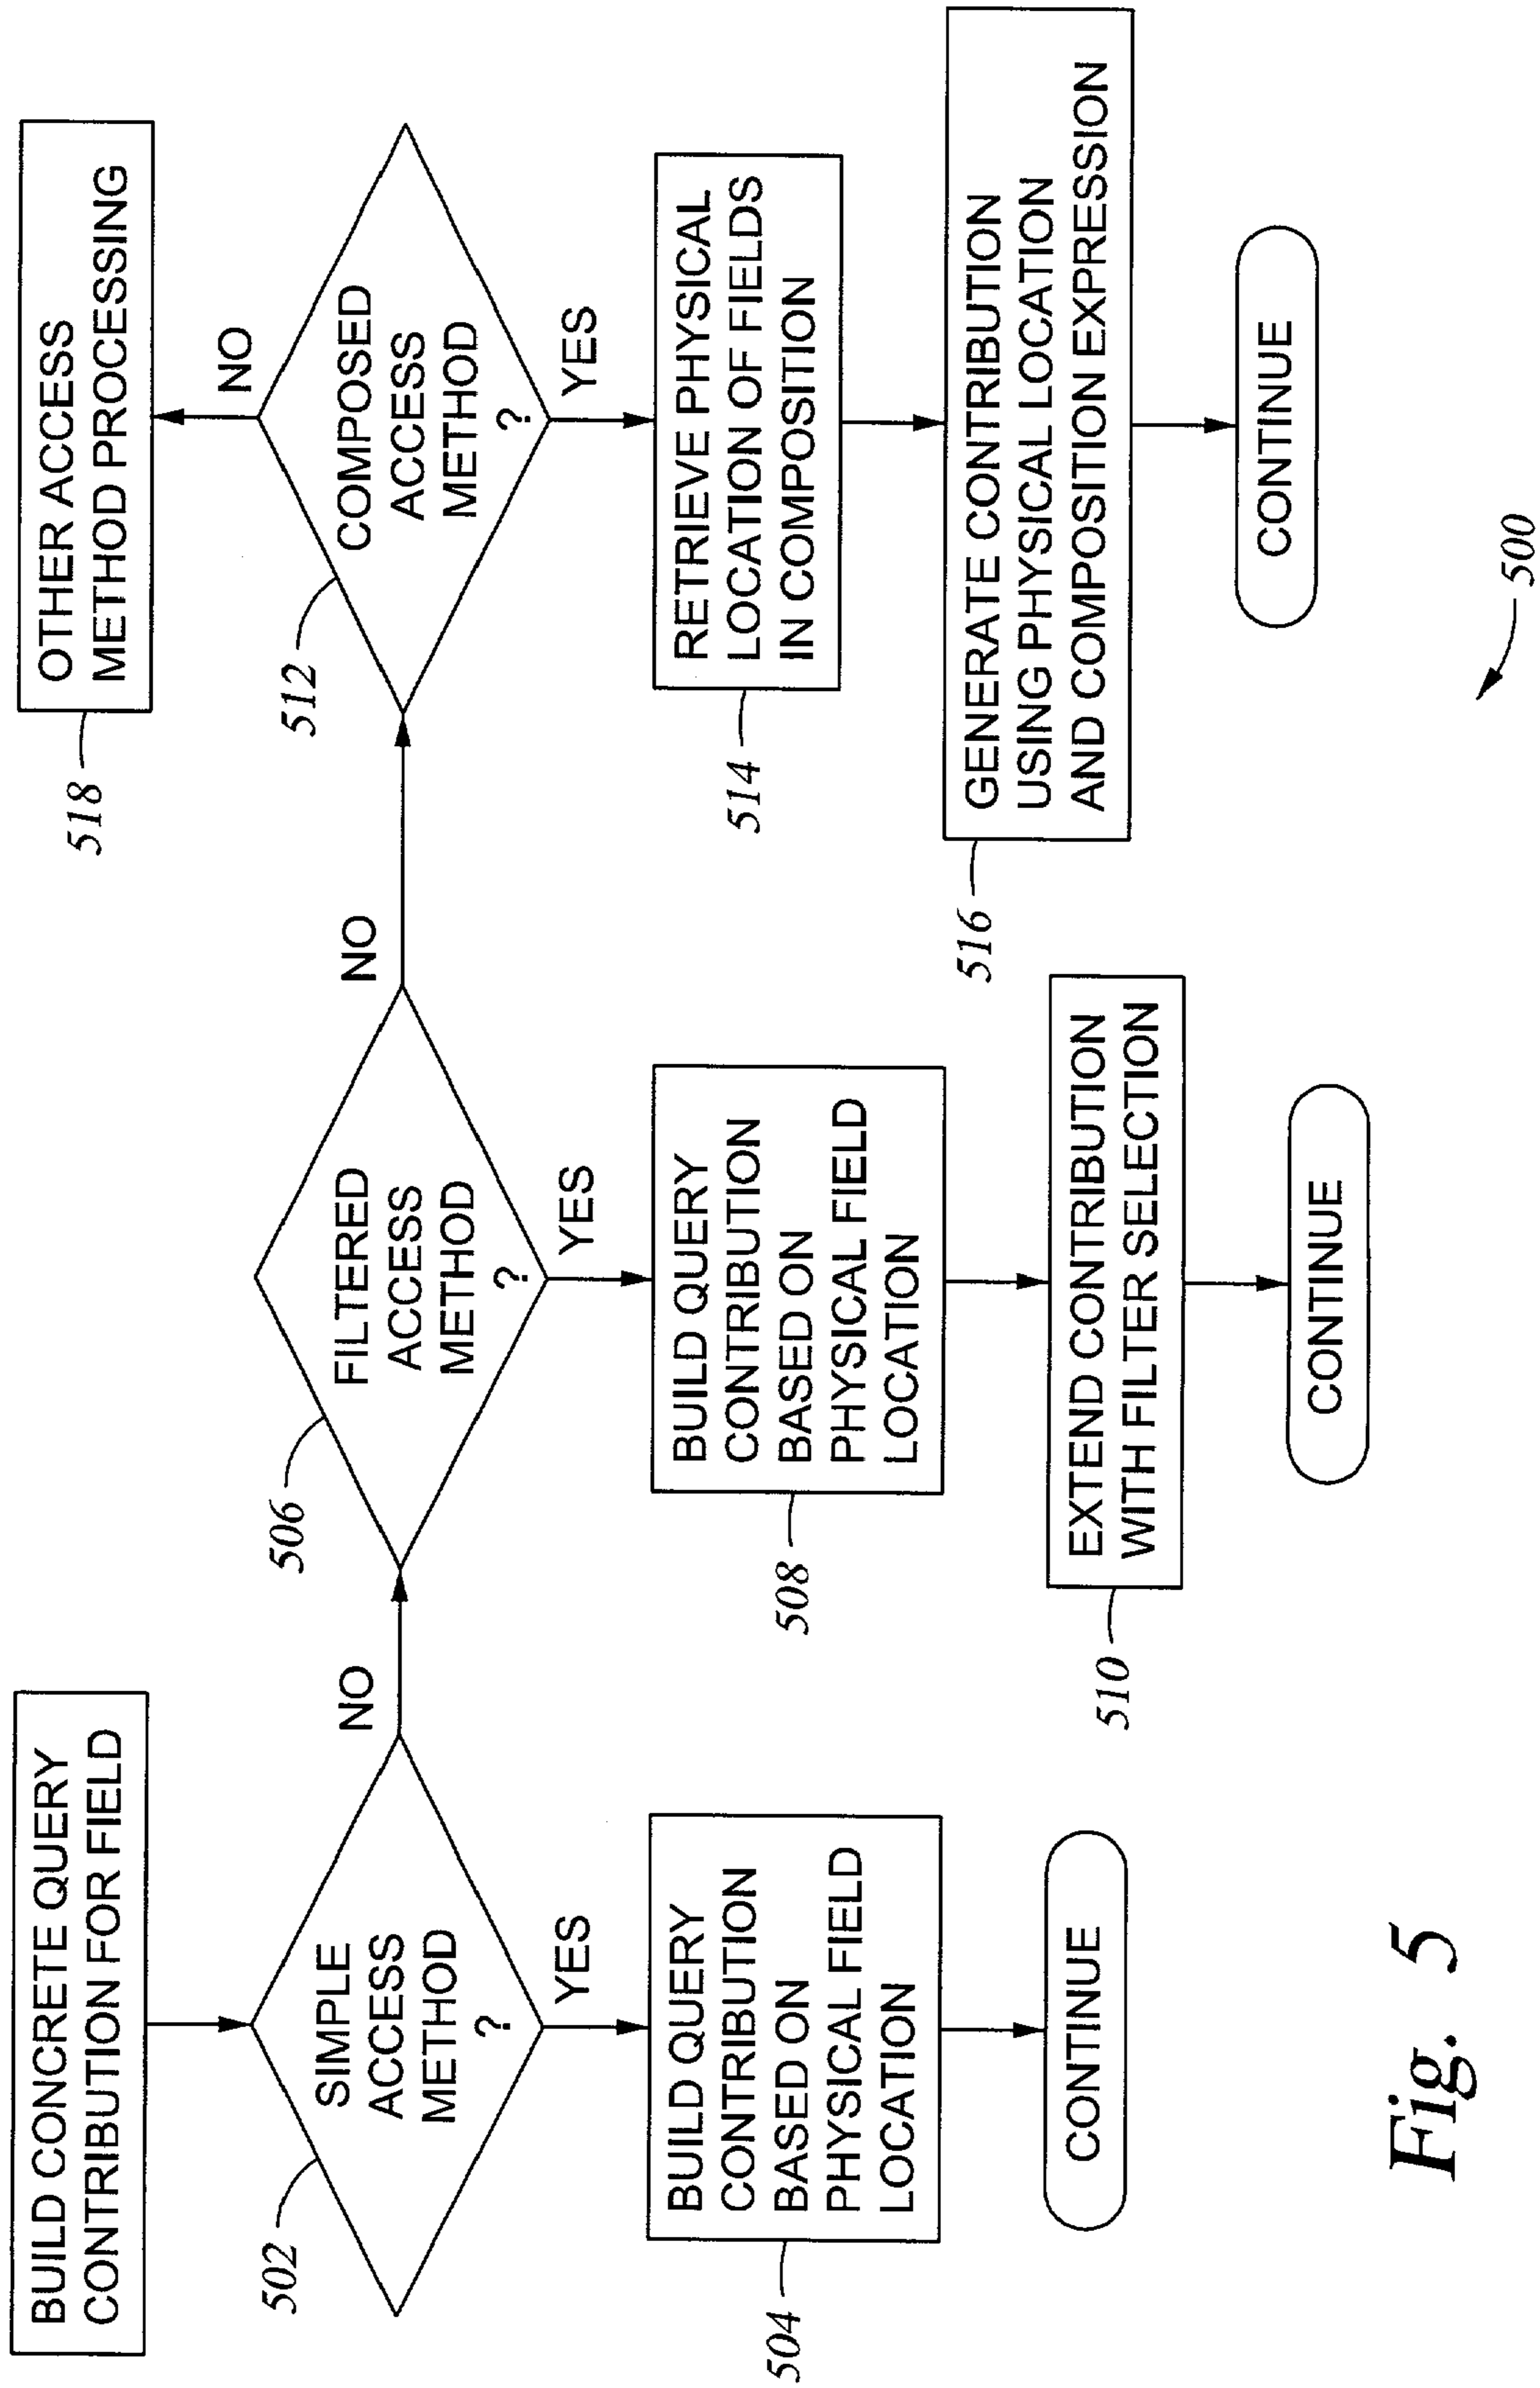 BUILD CONCRETE QUERY
CONTRIBUTION FOR FIELD
502
SIMPLE
ACCESS
METHOD
?
NO
YES
504
BUILD QUERY
CONTRIBUTION
BASED ON
PHYSICAL FIELD
LOCATION
CONTINUE
506
FILTERED
ACCESS
METHOD
?
NO
YES
508
BUILD QUERY
CONTRIBUTION
BASED ON
PHYSICAL FIELD
LOCATION
510
EXTEND CONTRIBUTION
WITH FILTER SELECTION
CONTINUE
518
OTHER ACCESS
METHOD PROCESSING
NO
512
COMPOSED
ACCESS
METHOD
?
YES
514
RETRIEVE PHYSICAL
LOCATION OF FIELDS
IN COMPOSITION
516
GENERATE CONTRIBUTION
USING PHYSICAL LOCATION
AND COMPOSITION EXPRESSION
CONTINUE
500
Fig. 5